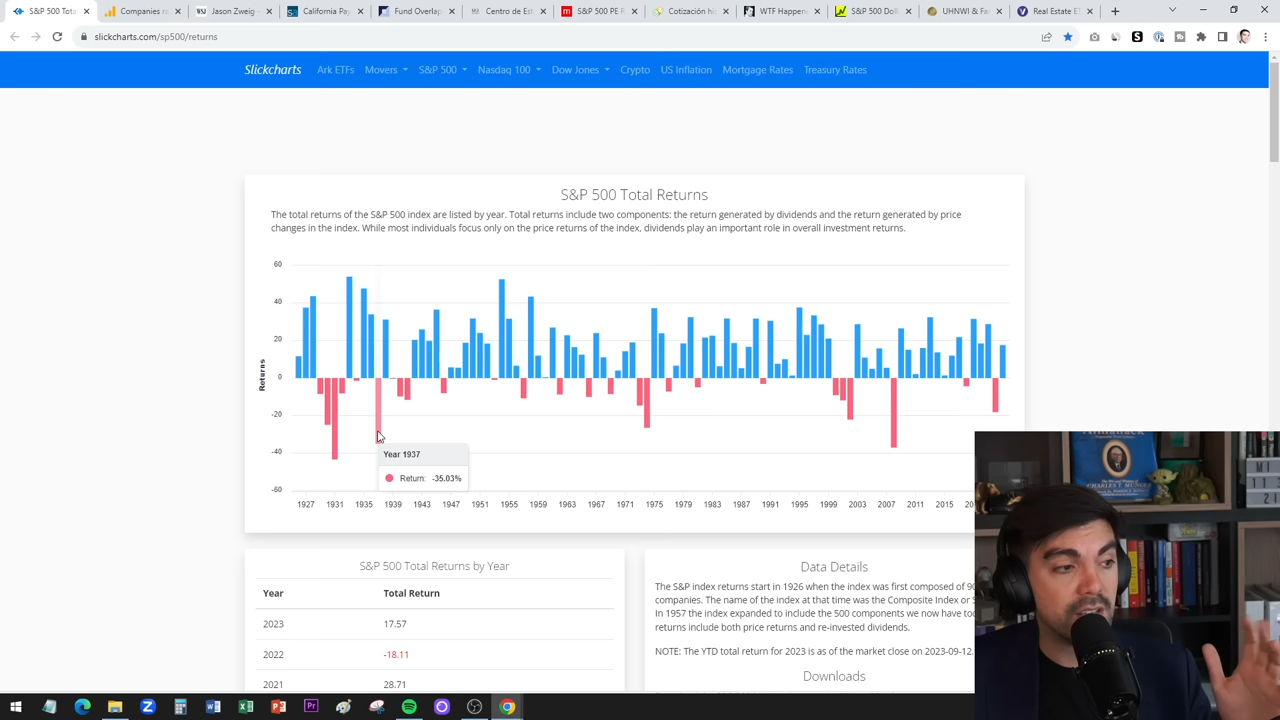 S&P 500 Tota
Companies ra
Jason Zweig –
California Pa
Fund Overlap
Centro de Est
S&P 500 PE R
Cotización hi
WTF Happen
S&P 500 Doll
UHNWI & Fa
Real Estate ET
slickcharts.com/sp500/returns
Slickcharts
Ark ETFs
Movers
S&P 500
Nasdaq 100
Dow Jones
Crypto
US Inflation
Mortgage Rates
Treasury Rates
S&P 500 Total Returns
The total returns of the S&P 500 index are listed by year. Total returns include two components: the return generated by dividends and the return generated by price
changes in the index. While most individuals focus only on the price returns of the index, dividends play an important role in overall investment returns.
60
40
20
0
-20
-40
-60
Returns
Year 1937
Return: -35.03%
1927 1931 1935 1939 1943 1947 1951 1955 1959 1963 1967 1971 1975 1979 1983 1987 1991 1995 1999 2003 2007 2011 2015
S&P 500 Total Returns by Year
Year Total Return
2023 17.57
2022 -18.11
2021 28.71
Data Details
The S&P index returns start in 1926 when the index was first composed of 90
companies. The name of the index at that time was the Composite Index or S
In 1957 the index expanded to include the 500 components we now have too
returns include both price returns and re-invested dividends.
NOTE: The YTD total return for 2023 is as of the market close on 2023-09-12.
Downloads
CHARLES T. MUNGER